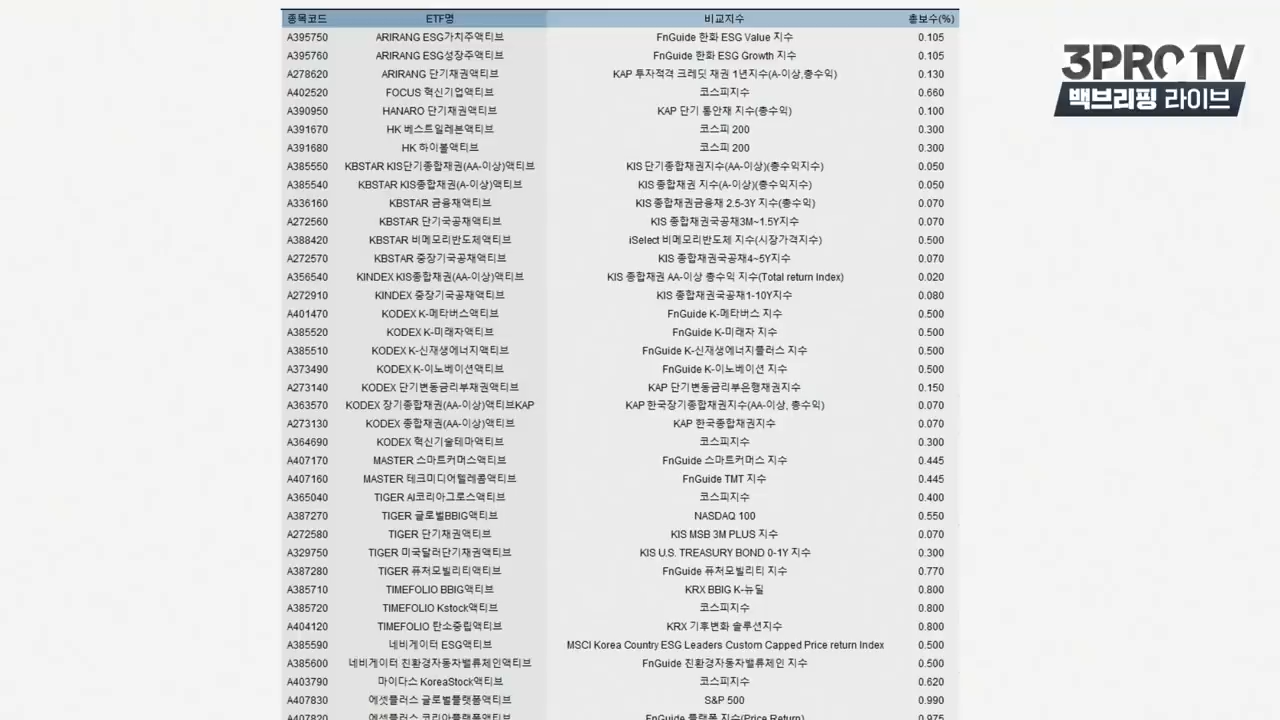 종목코드 ETF명 비교지수 총보수(%)
A395750 ARIRANG ESG가치주액티브 FnGuide 한화 ESG Value 지수 0.105
A395760 ARIRANG ESG성장주액티브 FnGuide 한화 ESG Growth 지수 0.105
A278620 ARIRANG 단기채권액티브 KAP 투자적격 크레딧 채권 1년지수(A-이상,총수익) 0.130
A402520 FOCUS 혁신기업액티브 코스피지수 0.660
A390950 HANARO 단기채권액티브 KAP 단기 통안채 지수(총수익) 0.100
A391670 HK 베스트일레븐액티브 코스피 200 0.300
A391680 HK 하이볼액티브 코스피 200 0.300
A385550 KBSTAR KIS단기종합채권(AA-이상)액티브 KIS 단기종합채권지수(AA-이상)(총수익지수) 0.050
A385540 KBSTAR KIS종합채권(A-이상)액티브 KIS 종합채권 지수(A-이상)(총수익지수) 0.050
A336160 KBSTAR 금융채액티브 KIS 종합채권금융채 2.5-3Y 지수(총수익) 0.070
A272560 KBSTAR 단기국공채액티브 KIS 종합채권국공채3M~1.5Y지수 0.070
A388420 KBSTAR 비메모리반도체액티브 iSelect 비메모리반도체 지수(시장가격지수) 0.500
A272570 KBSTAR 중장기국공채액티브 KIS 종합채권국공채4~5Y지수 0.070
A356540 KINDEX KIS종합채권(AA-이상)액티브 KIS 종합채권 AA-이상 총수익 지수(Total return Index) 0.020
A272910 KINDEX 중장기국공채액티브 KIS 종합채권국공채1-10Y지수 0.080
A401470 KODEX K-메타버스액티브 FnGuide K-메타버스 지수 0.500
A385520 KODEX K-미래차액티브 FnGuide K-미래차 지수 0.500
A385510 KODEX K-신재생에너지액티브 FnGuide K-신재생에너지플러스 지수 0.500
A373490 KODEX K-이노베이션액티브 FnGuide K-이노베이션 지수 0.500
A273140 KODEX 단기변동금리부채권액티브 KAP 단기변동금리부은행채권지수 0.150
A363570 KODEX 장기종합채권(AA-이상)액티브KAP KAP 한국장기종합채권지수(AA-이상, 총수익) 0.070
A273130 KODEX 종합채권(AA-이상)액티브 KAP 한국종합채권지수 0.070
A364690 KODEX 혁신기술테마액티브 코스피지수 0.300
A407170 MASTER 스마트커머스액티브 FnGuide 스마트커머스 지수 0.445
A407160 MASTER 테크미디어텔레콤액티브 FnGuide TMT 지수 0.445
A365040 TIGER AI코리아그로스액티브 코스피지수 0.400
A387270 TIGER 글로벌BBIG액티브 NASDAQ 100 0.550
A272580 TIGER 단기채권액티브 KIS MSB 3M PLUS 지수 0.070
A329750 TIGER 미국달러단기채권액티브 KIS U.S. TREASURY BOND 0-1Y 지수 0.300
A387280 TIGER 퓨처모빌리티액티브 FnGuide 퓨처모빌리티 지수 0.770
A385710 TIMEFOLIO BBIG액티브 KRX BBIG K-뉴딜 0.800
A385720 TIMEFOLIO Kstock액티브 코스피지수 0.800
A404120 TIMEFOLIO 탄소중립액티브 KRX 기후변화 솔루션지수 0.800
A385590 네비게이터 ESG액티브 MSCI Korea Country ESG Leaders Custom Capped Price return Index 0.500
A385600 네비게이터 친환경자동차밸류체인액티브 FnGuide 친환경자동차밸류체인 지수 0.500
A403790 마이다스 KoreaStock액티브 코스피지수 0.620
A407830 에셋플러스 글로벌플랫폼액티브 S&P 500 0.990
A407820 에셋플러스 코리아플랫폼액티브 FnGuide 플랫폼 지수(Price Return) 0.975
3PRO TV
백브리핑 라이브